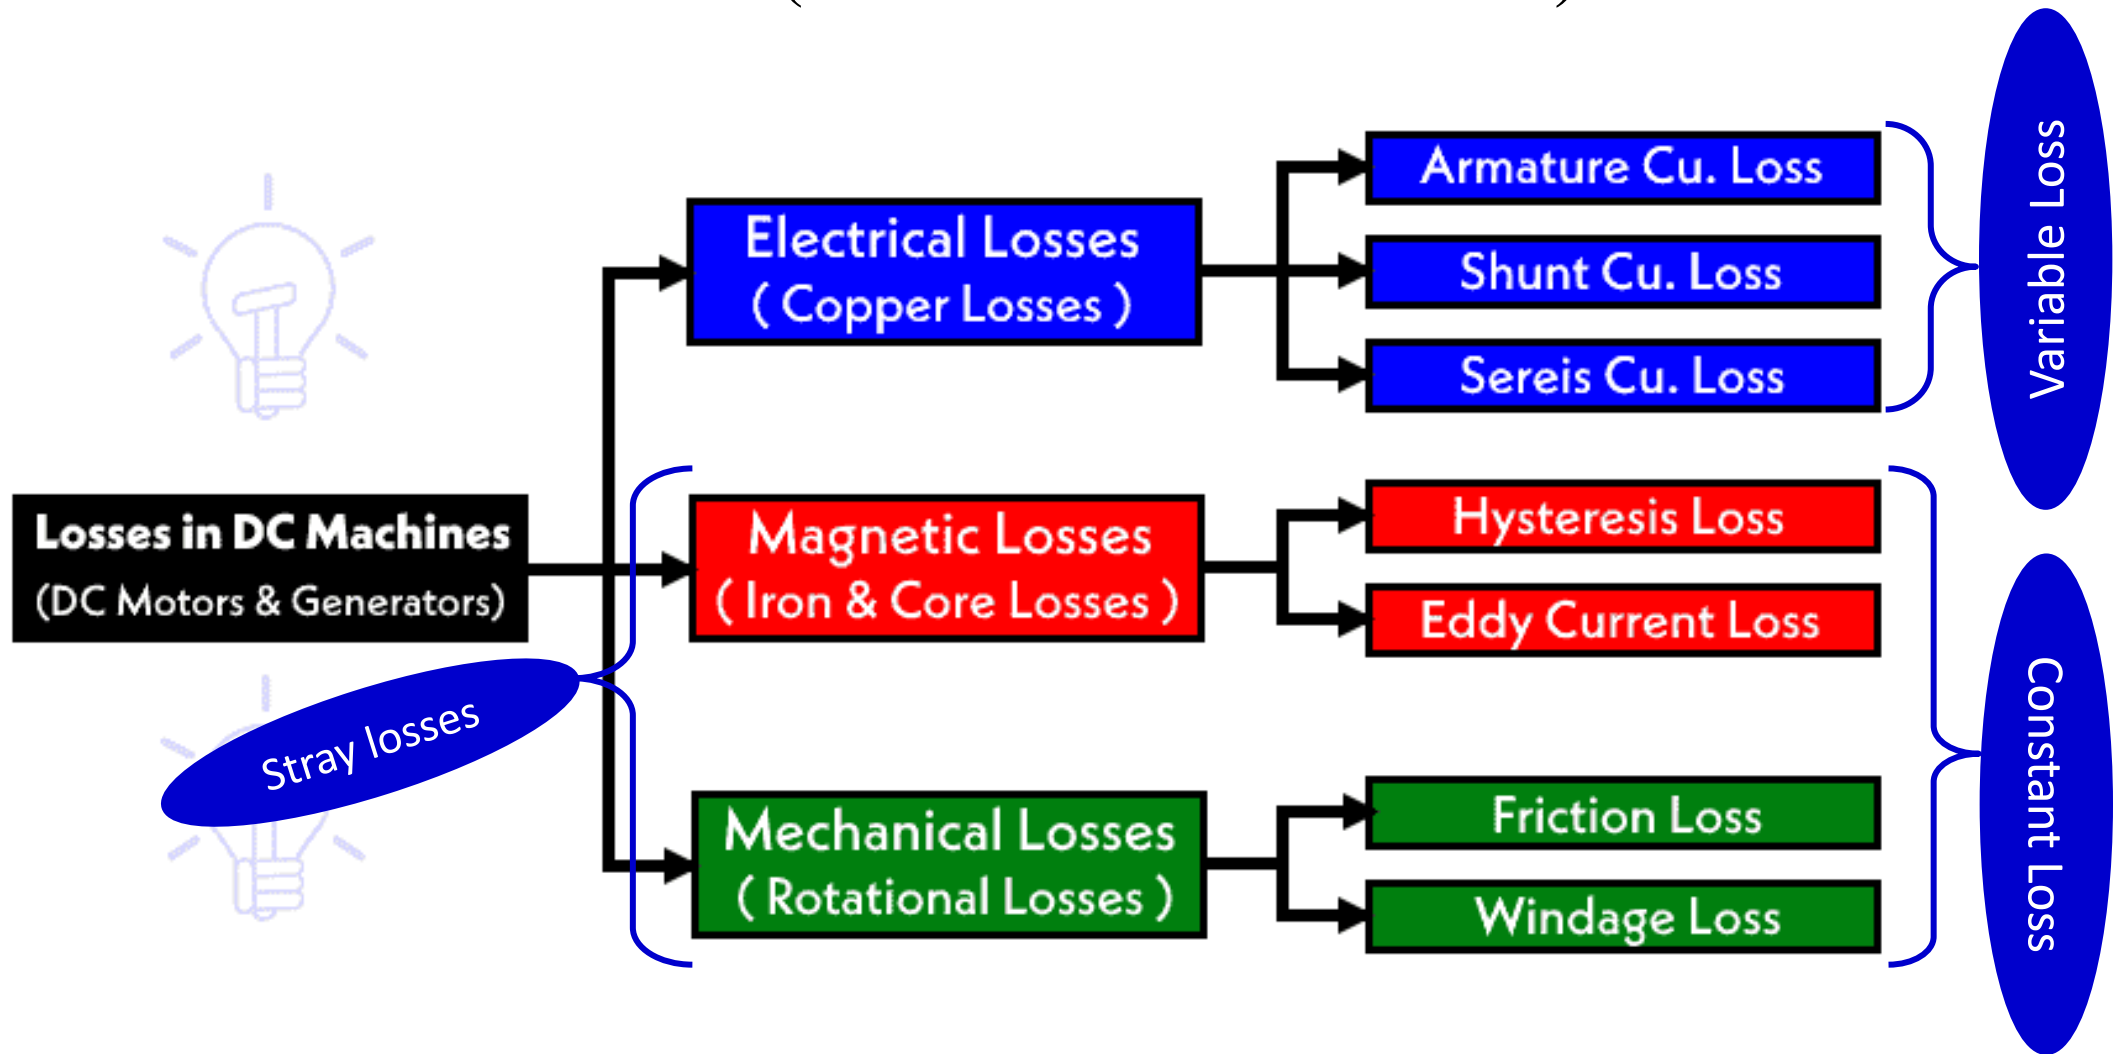 Losses in DC Machines
(DC Motors & Generators)
Stray losses
Electrical Losses
( Copper Losses )
Magnetic Losses
( Iron & Core Losses )
Mechanical Losses
( Rotational Losses )
Armature Cu. Loss
Shunt Cu. Loss
Sereis Cu. Loss
Hysteresis Loss
Eddy Current Loss
Friction Loss
Windage Loss
Variable Loss
Constant Loss